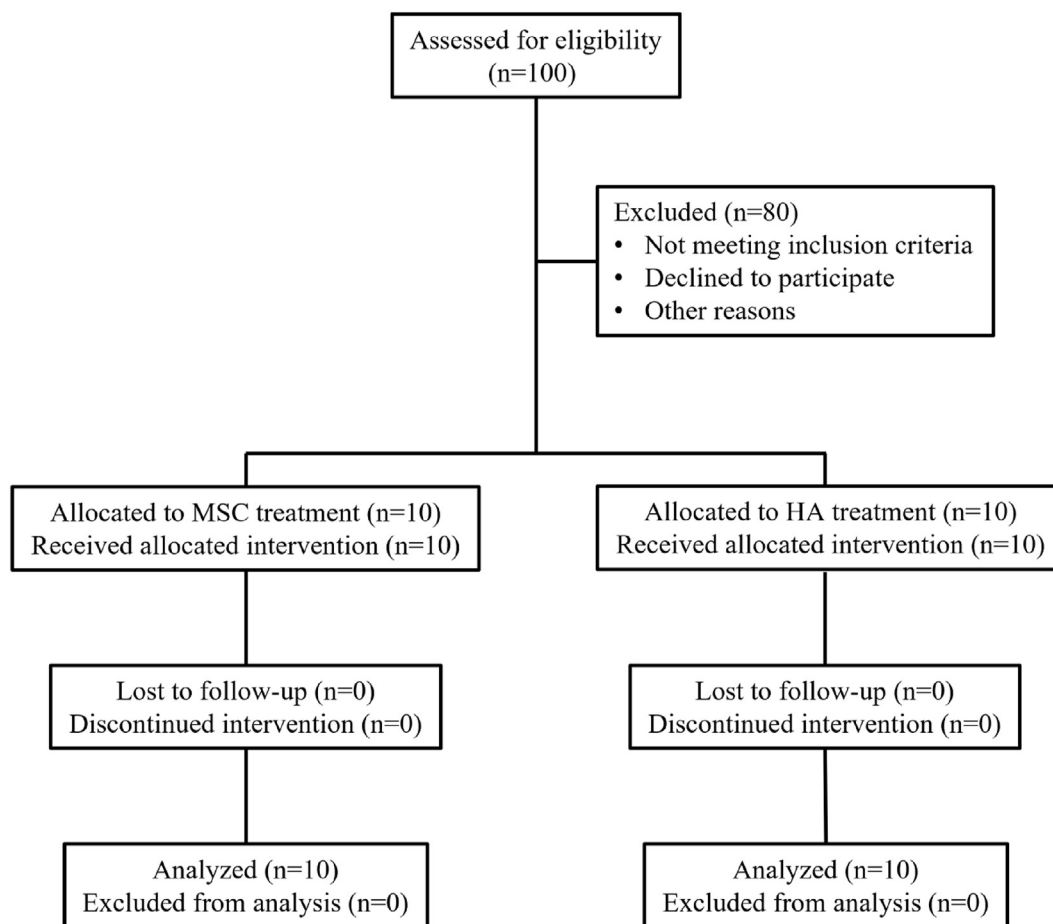 Assessed for eligibility
(n=100)
Excluded (n=80)
• Not meeting inclusion criteria
• Declined to participate
• Other reasons
Allocated to MSC treatment (n=10)
Received allocated intervention (n=10)
Allocated to HA treatment (n=10)
Received allocated intervention (n=10)
Lost to follow-up (n=0)
Discontinued intervention (n=0)
Lost to follow-up (n=0)
Discontinued intervention (n=0)
Analyzed (n=10)
Excluded from analysis (n=0)
Analyzed (n=10)
Excluded from analysis (n=0)